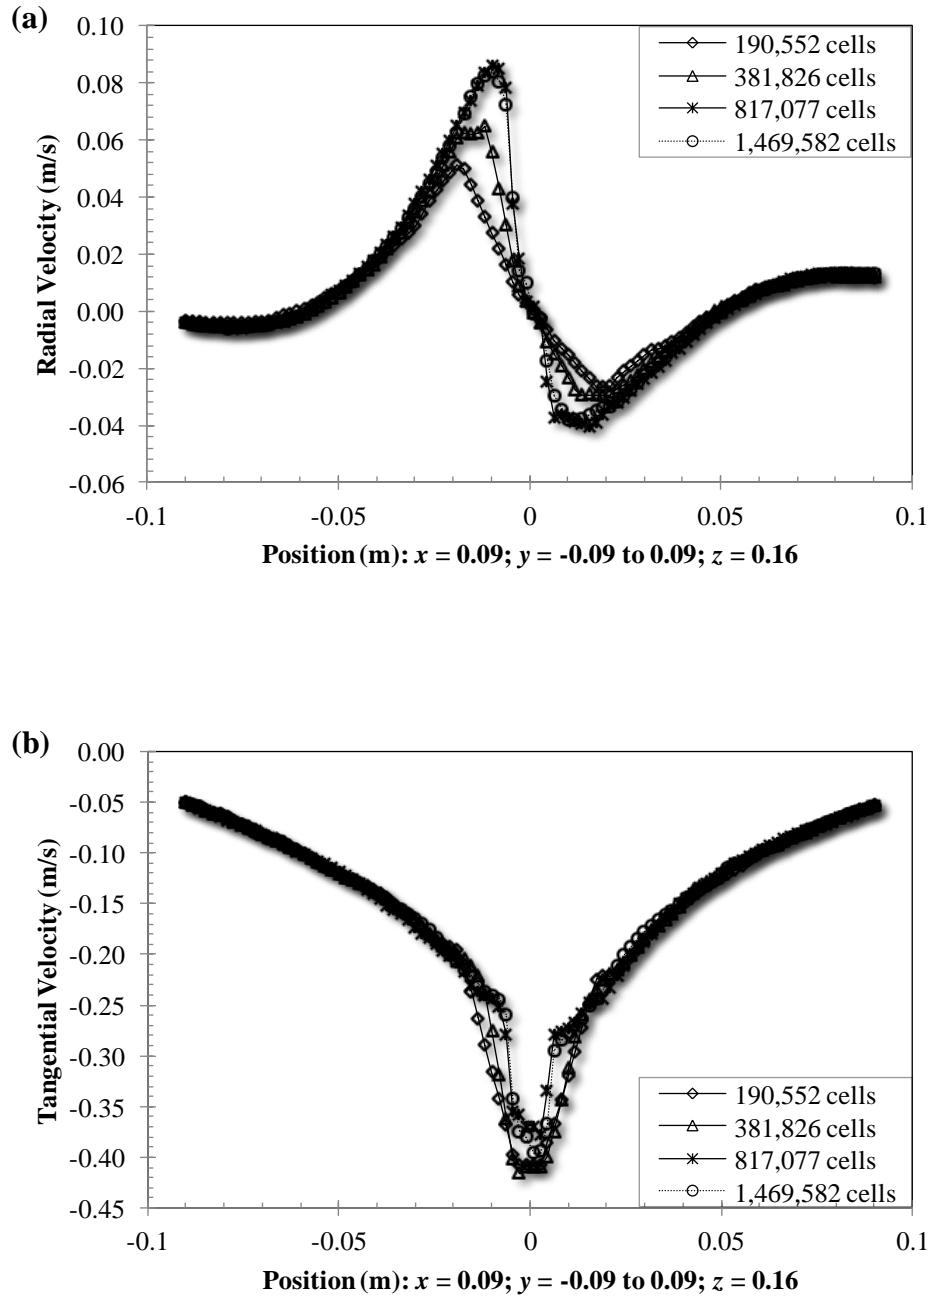 (a)
0.10
0.08
0.06
0.04
0.02
0.00
-0.02
-0.04
-0.06
Radial Velocity (m/s)
190,552 cells
381,826 cells
817,077 cells
1,469,582 cells
-0.1 -0.05 0 0.05 0.1
Position (m): x = 0.09; y = -0.09 to 0.09; z = 0.16
(b)
0.00
-0.05
-0.10
-0.15
-0.20
-0.25
-0.30
-0.35
-0.40
-0.45
Tangential Velocity (m/s)
190,552 cells
381,826 cells
817,077 cells
1,469,582 cells
-0.1 -0.05 0 0.05 0.1
Position (m): x = 0.09; y = -0.09 to 0.09; z = 0.16